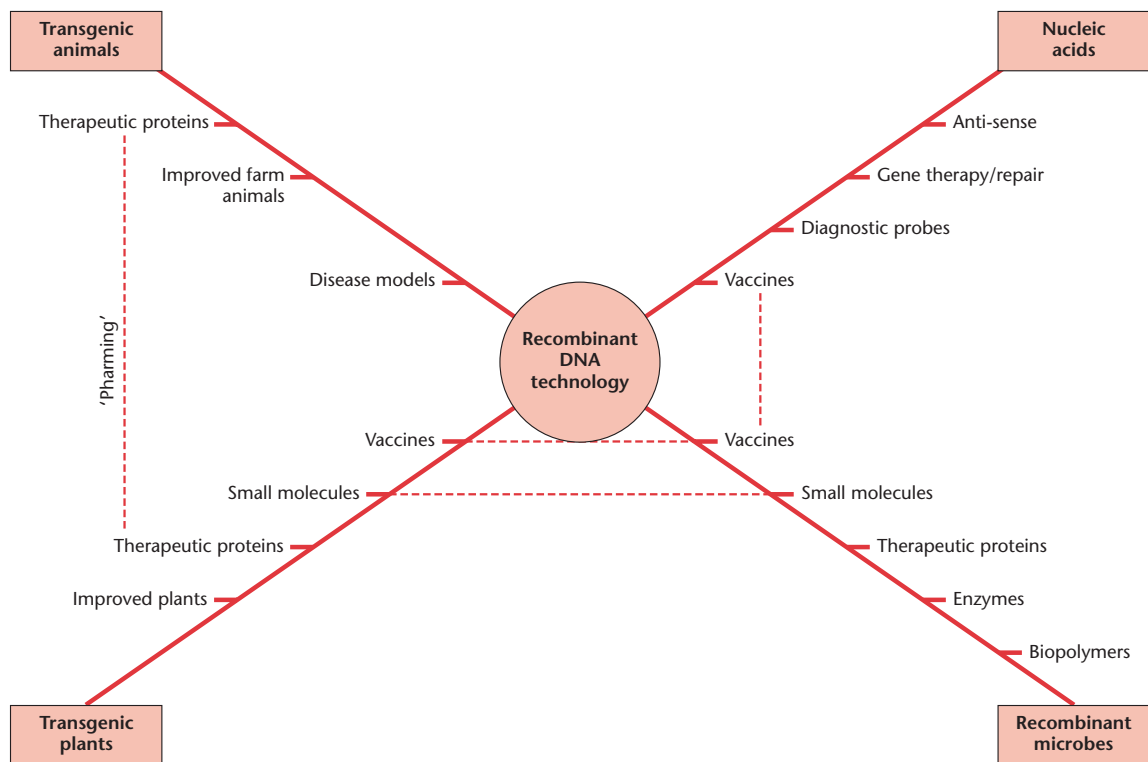 Transgenic
animals
Nucleic
acids
Therapeutic proteins
Anti-sense
Improved farm
animals
Gene therapy/repair
Diagnostic probes
Disease models
Vaccines
'Pharming'
Recombinant
DNA
technology
Vaccines
Vaccines
Small molecules
Small molecules
Therapeutic proteins
Therapeutic proteins
Improved plants
Enzymes
Biopolymers
Transgenic
plants
Recombinant
microbes